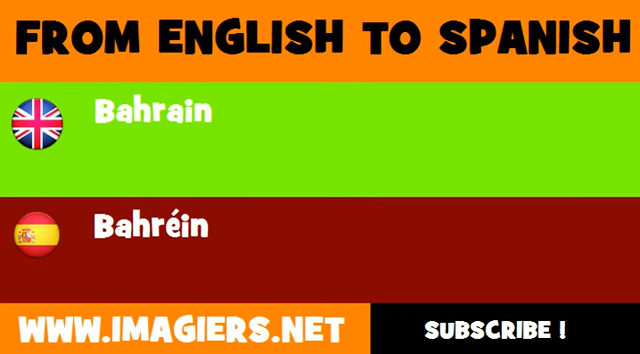 FROM ENGLISH TO SPANISH
Bahrain
Bahréin
WWW.IMAGIERS.NET
SUBSCRIBE !